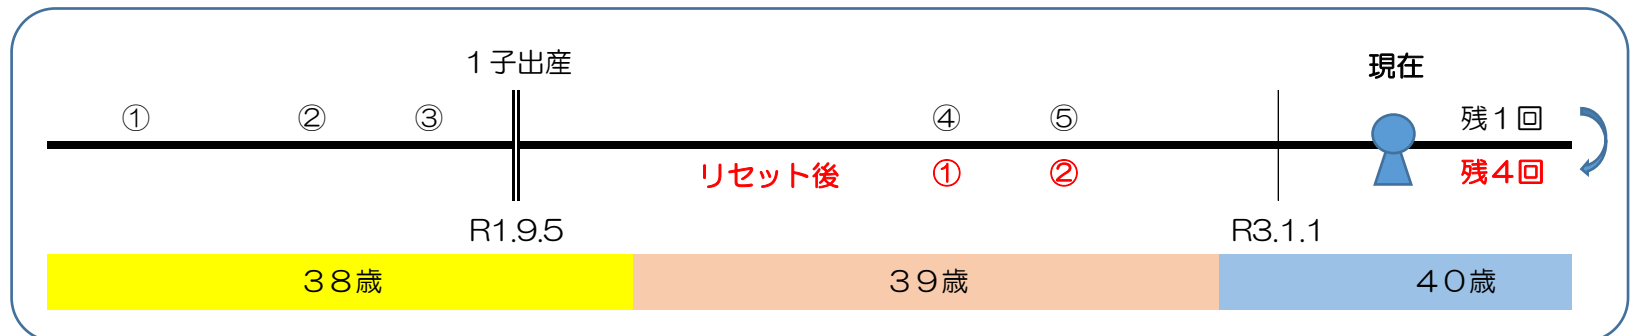 １子出産
現在
① ② ③ ④ ⑤ 残１回
リセット後 ① ② 残４回
R1.9.5 R3.1.1
３８歳 ３９歳 ４０歳